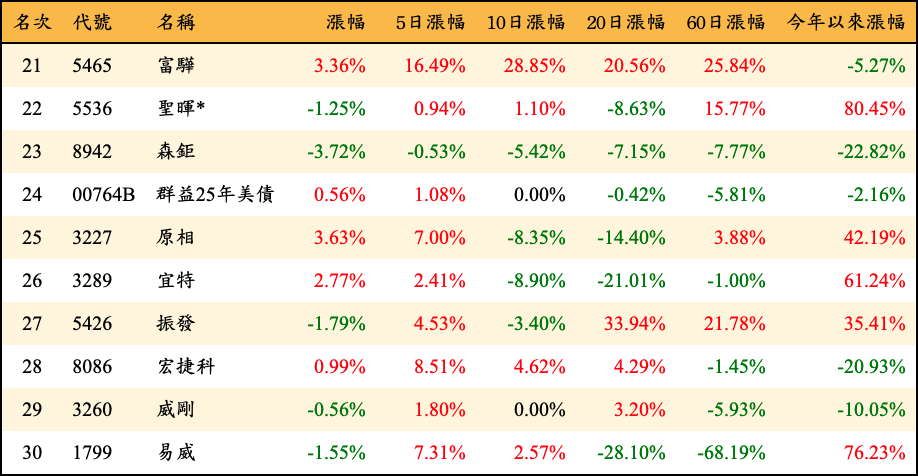 名次 代號 名稱 漲幅 5日漲幅 10日漲幅 20日漲幅 60日漲幅 今年以來漲幅
21 5465 富驊 3.36% 16.49% 28.85% 20.56% 25.84% -5.27%
22 5536 聖暉* -1.25% 0.94% 1.10% -8.63% 15.77% 80.45%
23 8942 森鉅 -3.72% -0.53% -5.42% -7.15% -7.77% -22.82%
24 00764B 群益25年美債 0.56% 1.08% 0.00% -0.42% -5.81% -2.16%
25 3227 原相 3.63% 7.00% -8.35% -14.40% 3.88% 42.19%
26 3289 宜特 2.77% 2.41% -8.90% -21.01% -1.00% 61.24%
27 5426 振發 -1.79% 4.53% -3.40% 33.94% 21.78% 35.41%
28 8086 宏捷科 0.99% 8.51% 4.62% 4.29% -1.45% -20.93%
29 3260 威剛 -0.56% 1.80% 0.00% 3.20% -5.93% -10.05%
30 1799 易威 -1.55% 7.31% 2.57% -28.10% -68.19% 76.23%